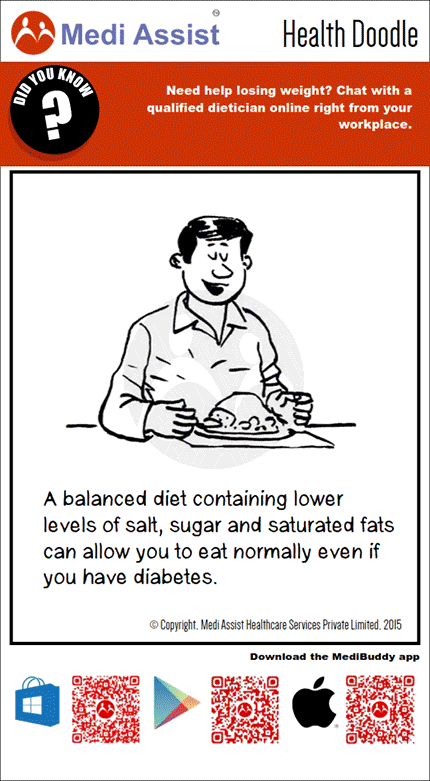 Medi Assist
Health Doodle
DID YOU KNOW
?
Need help losing weight? Chat with a
qualified dietician online right from your
workplace.
A balanced diet containing lower
levels of salt, sugar and saturated fats
can allow you to eat normally even if
you have diabetes.
© Copyright, Medi Assist Healthcare Services Private Limited, 2015
Download the MediBuddy app